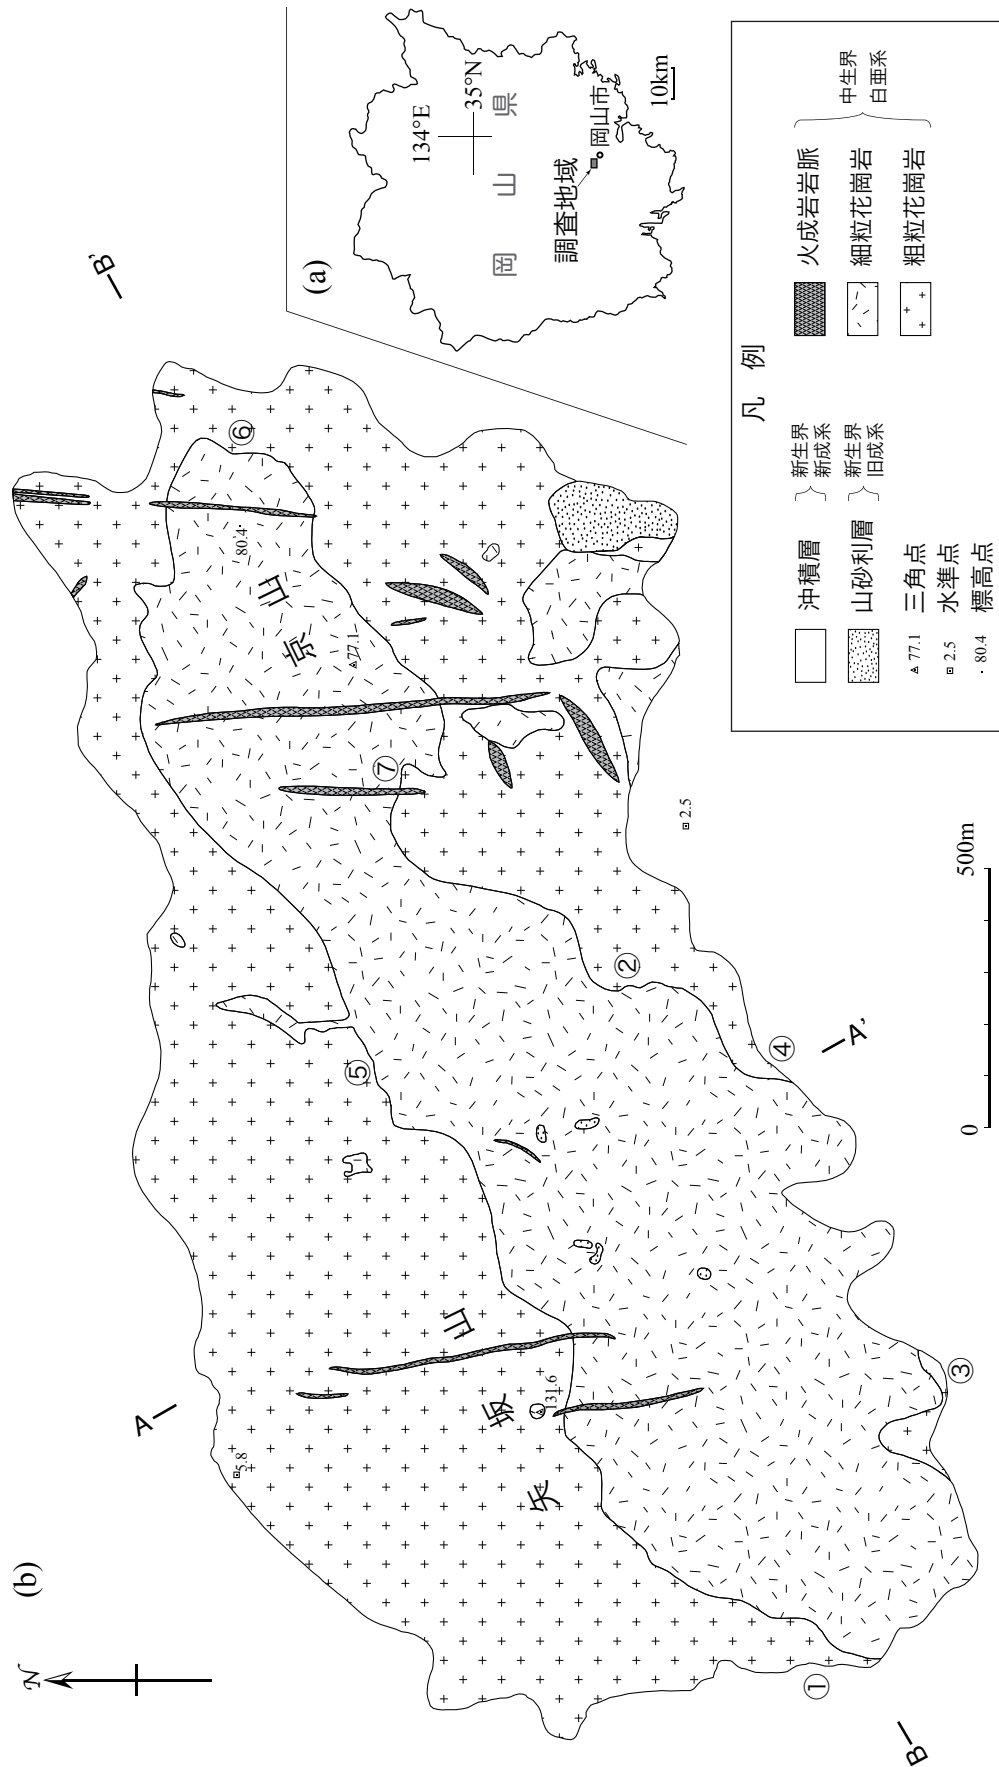 (b)
N
(a)
134°E
35°N
岡 山 県
調査地域
岡山市
10km
A
B'
5.8
矢 坂 山
131.6
京 山
77.1
80.4
①
②
③
④
⑤
⑥
⑦
2.5
B
A'
0 500m
凡 例
沖積層
新生界
新成系
山砂利層
新生界
旧成系
77.1 三角点
2.5 水準点
80.4 標高点
火成岩岩脈
細粒花崗岩
粗粒花崗岩
中生界
白亜系